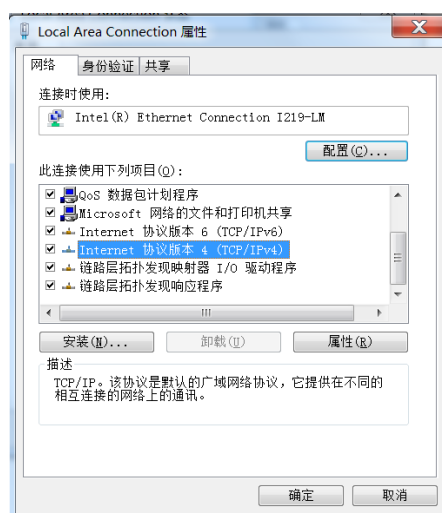 Local Area Connection 属性
网络
身份验证
共享
连接时使用:
Intel(R) Ethernet Connection I219-LM
配置(C)...
此连接使用下列项目(O):
QoS 数据包计划程序
Microsoft 网络的文件和打印机共享
Internet 协议版本 6 (TCP/IPv6)
Internet 协议版本 4 (TCP/IPv4)
链路层拓扑发现映射器 I/O 驱动程序
链路层拓扑发现响应程序
安装(N)...
卸载(U)
属性(R)
描述
TCP/IP。该协议是默认的广域网络协议，它提供在不同的
相互连接的网络上的通讯。
确定
取消